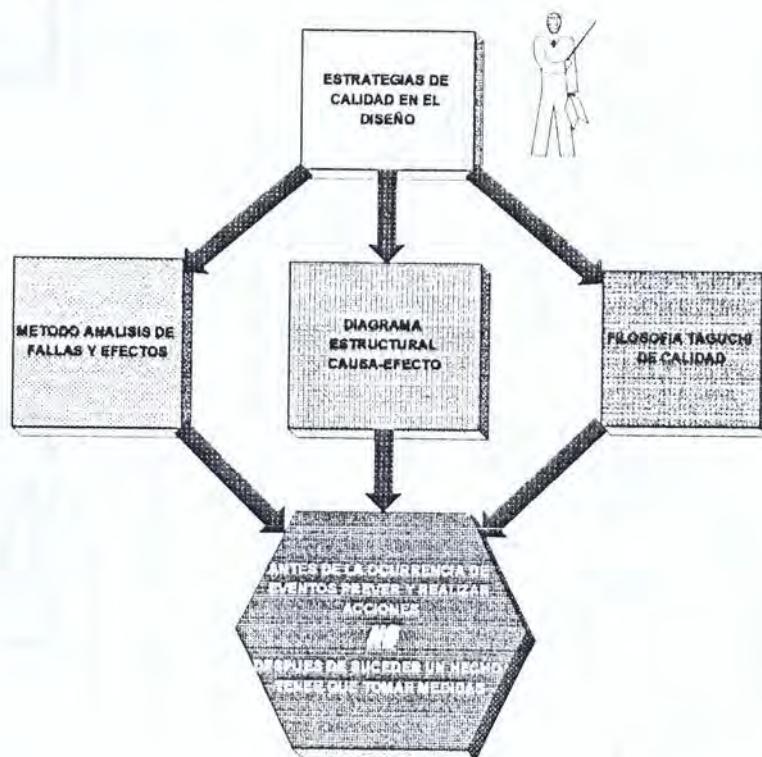 ESTRATEGIAS DE
CALIDAD EN EL
DISEÑO
METODO ANALISIS DE
FALLAS Y EFECTOS
DIAGRAMA
ESTRUCTURAL
CAUSA-EFECTO
FILOSOFIA TAGUCHI
DE CALIDAD
ANTES DE LA OCURRENCIA DE
EVENTOS PREVER Y REALIZAR
ACCIONES
DESPUES DE SUCEDER UN HECHO
TENER QUE TOMAR MEDIDAS